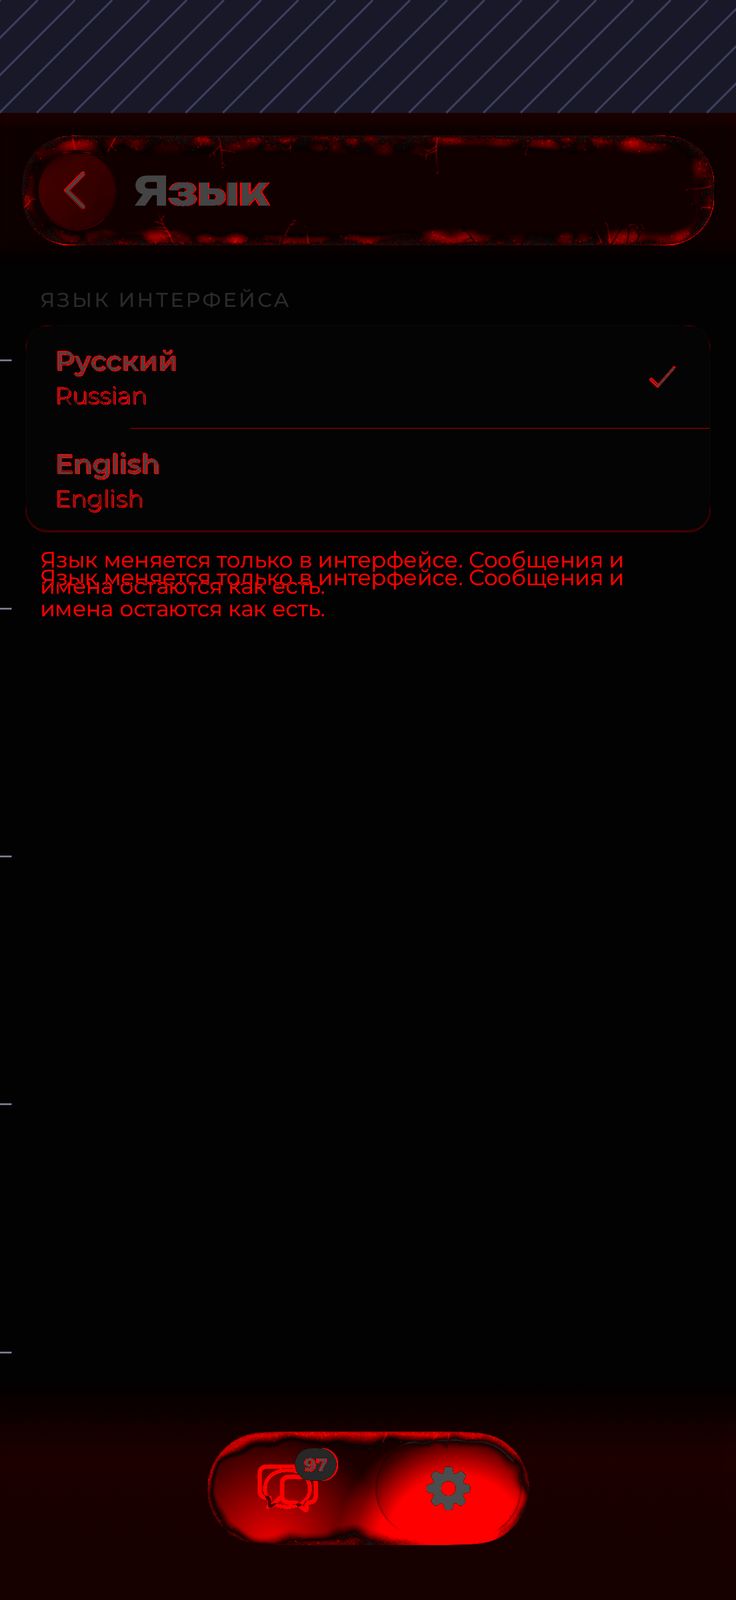 Язык
ЯЗЫК ИНТЕРФЕЙСА
Русский
Russian
English
English
Язык меняется только в интерфейсе. Сообщения и
Язык меняется только в интерфейсе. Сообщения и
имена остаются как есть.
имена остаются как есть.
97